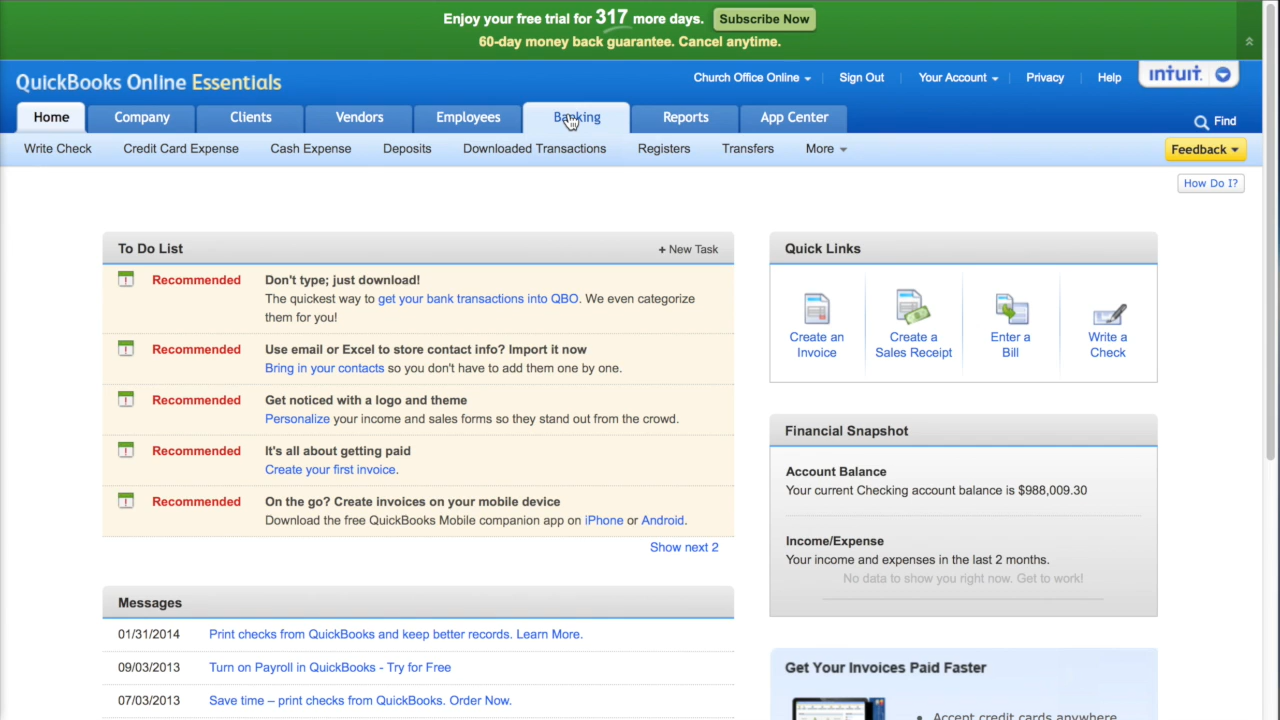 Enjoy your free trial for 317 more days. Subscribe Now
60-day money back guarantee. Cancel anytime.
QuickBooks Online Essentials
Church Office Online Sign Out Your Account Privacy Help intuit.
Home Company Clients Vendors Employees Banking Reports App Center
Find
Write Check Credit Card Expense Cash Expense Deposits Downloaded Transactions Registers Transfers More
Feedback
How Do I?
To Do List + New Task
Recommended Don't type; just download!
The quickest way to get your bank transactions into QBO. We even categorize
them for you!
Recommended Use email or Excel to store contact info? Import it now
Bring in your contacts so you don't have to add them one by one.
Recommended Get noticed with a logo and theme
Personalize your income and sales forms so they stand out from the crowd.
Recommended It's all about getting paid
Create your first invoice.
Recommended On the go? Create invoices on your mobile device
Download the free QuickBooks Mobile companion app on iPhone or Android.
Show next 2
Messages
01/31/2014 Print checks from QuickBooks and keep better records. Learn More.
09/03/2013 Turn on Payroll in QuickBooks - Try for Free
07/03/2013 Save time – print checks from QuickBooks. Order Now.
Quick Links
Create an
Invoice
Create a
Sales Receipt
Enter a
Bill
Write a
Check
Financial Snapshot
Account Balance
Your current Checking account balance is $988,009.30
Income/Expense
Your income and expenses in the last 2 months.
No data to show you right now. Get to work!
Get Your Invoices Paid Faster
• Accept credit cards anywhere